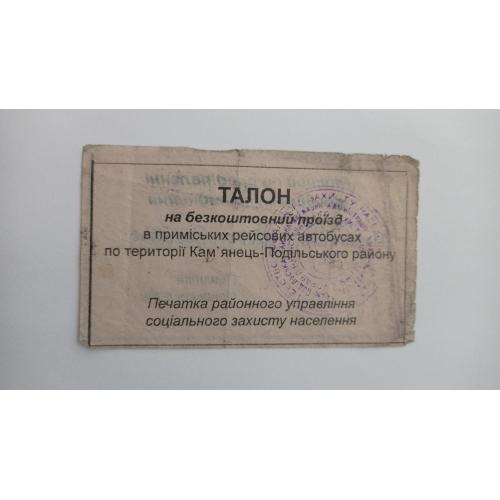 ТАЛОН
на безкоштовний проїзд
в приміських рейсових автобусах
по території Кам`янець-Подільського району
Печатка районного управління
соціального захисту населення